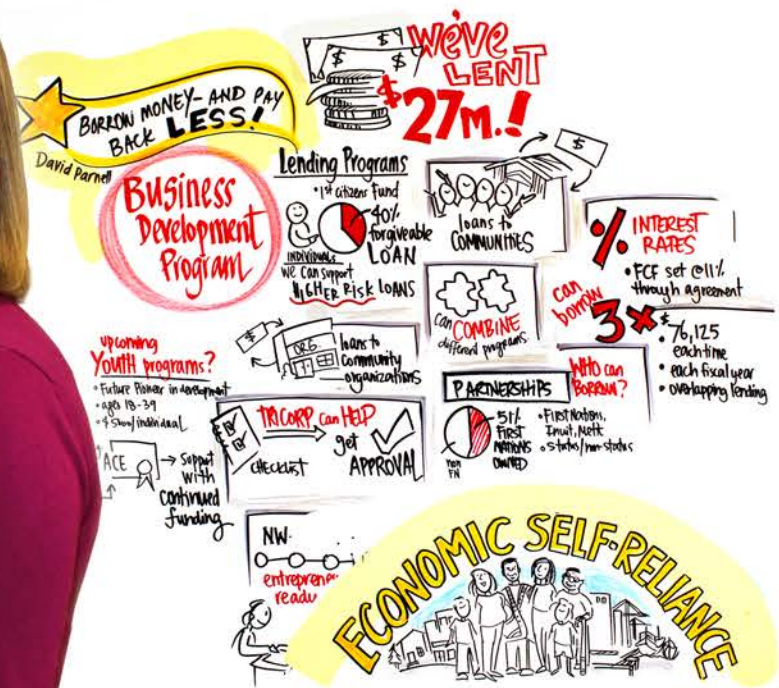 WE'VE
LENT
$27M.!
BORROW MONEY-AND PAY
BACK LESS!
David Parnell
BUSINESS
Development
Program
Lending Programs
• 1st citizens Fund
40%
forgiveable
LOAN
INDIVIDUALS
WE CAN SUPPORT
HIGHER RISK LOANS
$
loans to
COMMUNITIES
% INTEREST
RATES
• FCF set @11%
through agreement
can
borrow
3x
$76,125
each time
• each fiscal year
• overlapping lending
can COMBINE
different programs
$
ORG.
loans to
community
organizations
upcoming
Youth programs?
• Future Pioneer in development
• ages 18-39
ACE
→ Support
with
continued
funding
TRICORP can HELP
CHECKLIST
get
APPROVAL
PARTNERSHIPS
51%
FIRST
NATIONS
OWNED
non
FN
WHO can
BORROW?
• First Nations,
Inuit, Metis
• status/non-status
NW.
entrepren
readi
ECONOMIC SELF-RELIANCE